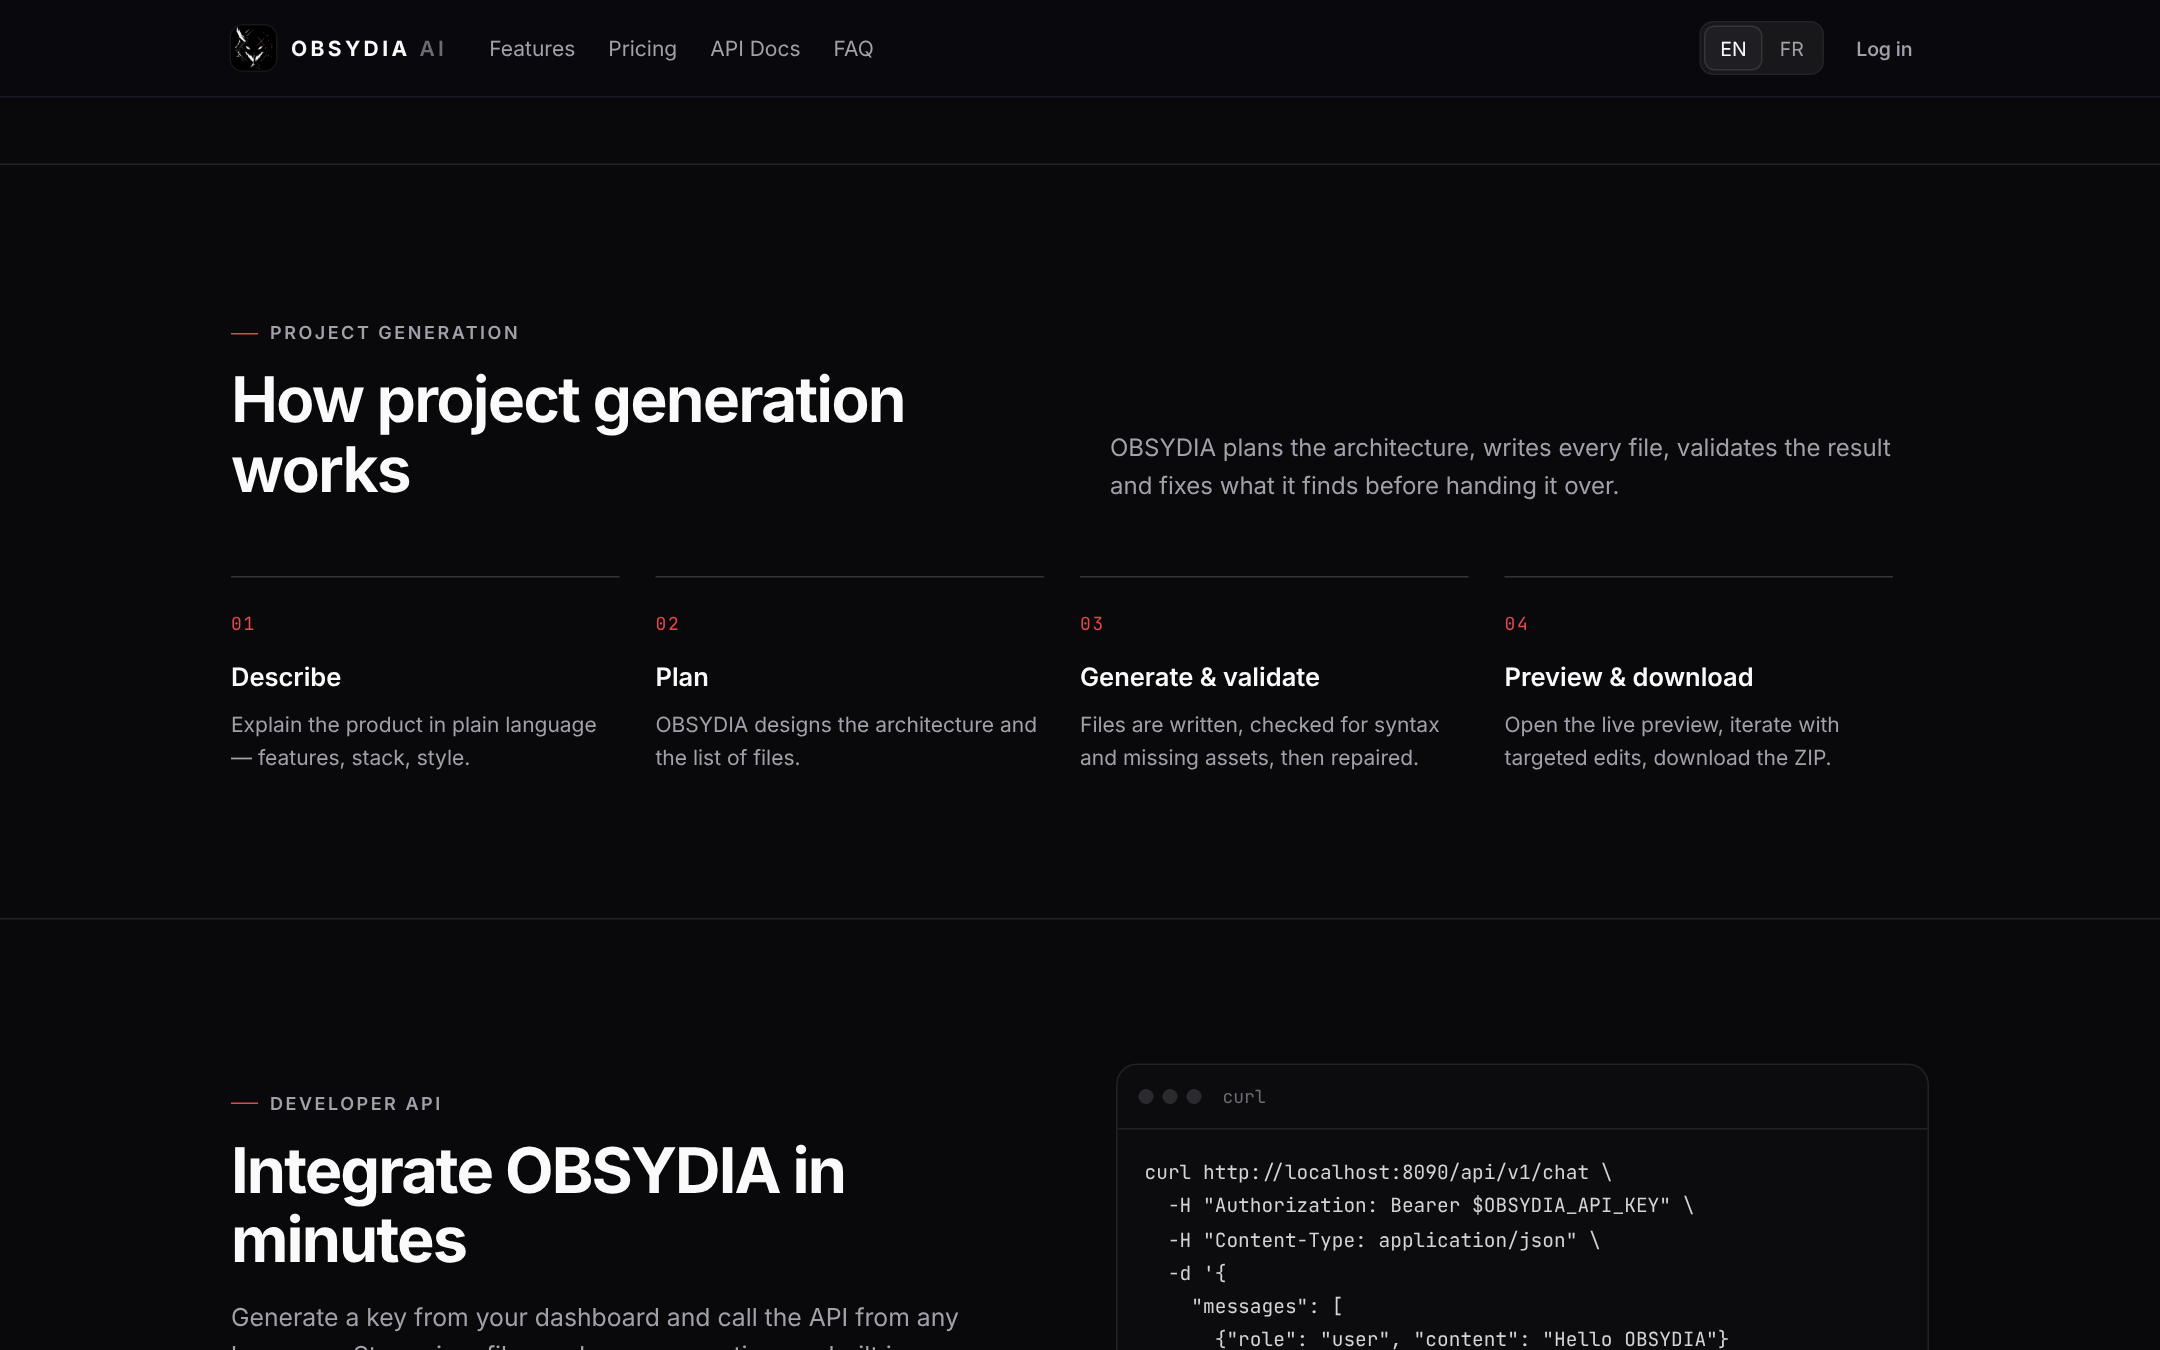 OBSYDIA AI
Features
Pricing
API Docs
FAQ
EN
FR
Log in
PROJECT GENERATION
How project generation
works
OBSYDIA plans the architecture, writes every file, validates the result
and fixes what it finds before handing it over.
01
Describe
Explain the product in plain language
— features, stack, style.
02
Plan
OBSYDIA designs the architecture and
the list of files.
03
Generate & validate
Files are written, checked for syntax
and missing assets, then repaired.
04
Preview & download
Open the live preview, iterate with
targeted edits, download the ZIP.
DEVELOPER API
Integrate OBSYDIA in
minutes
Generate a key from your dashboard and call the API from any
curl
curl http://localhost:8090/api/v1/chat \
-H "Authorization: Bearer $OBSYDIA_API_KEY" \
-H "Content-Type: application/json" \
-d '{
"messages": [
{"role": "user", "content": "Hello OBSYDIA"}